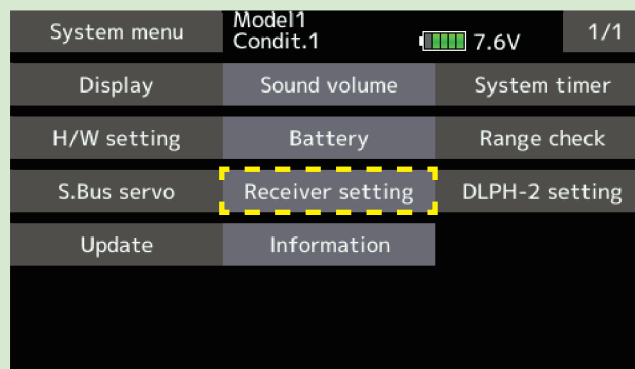 System menu
Model1
Condit.1
7.6V
1/1
Display
Sound volume
System timer
H/W setting
Battery
Range check
S.Bus servo
Receiver setting
DLPH-2 setting
Update
Information